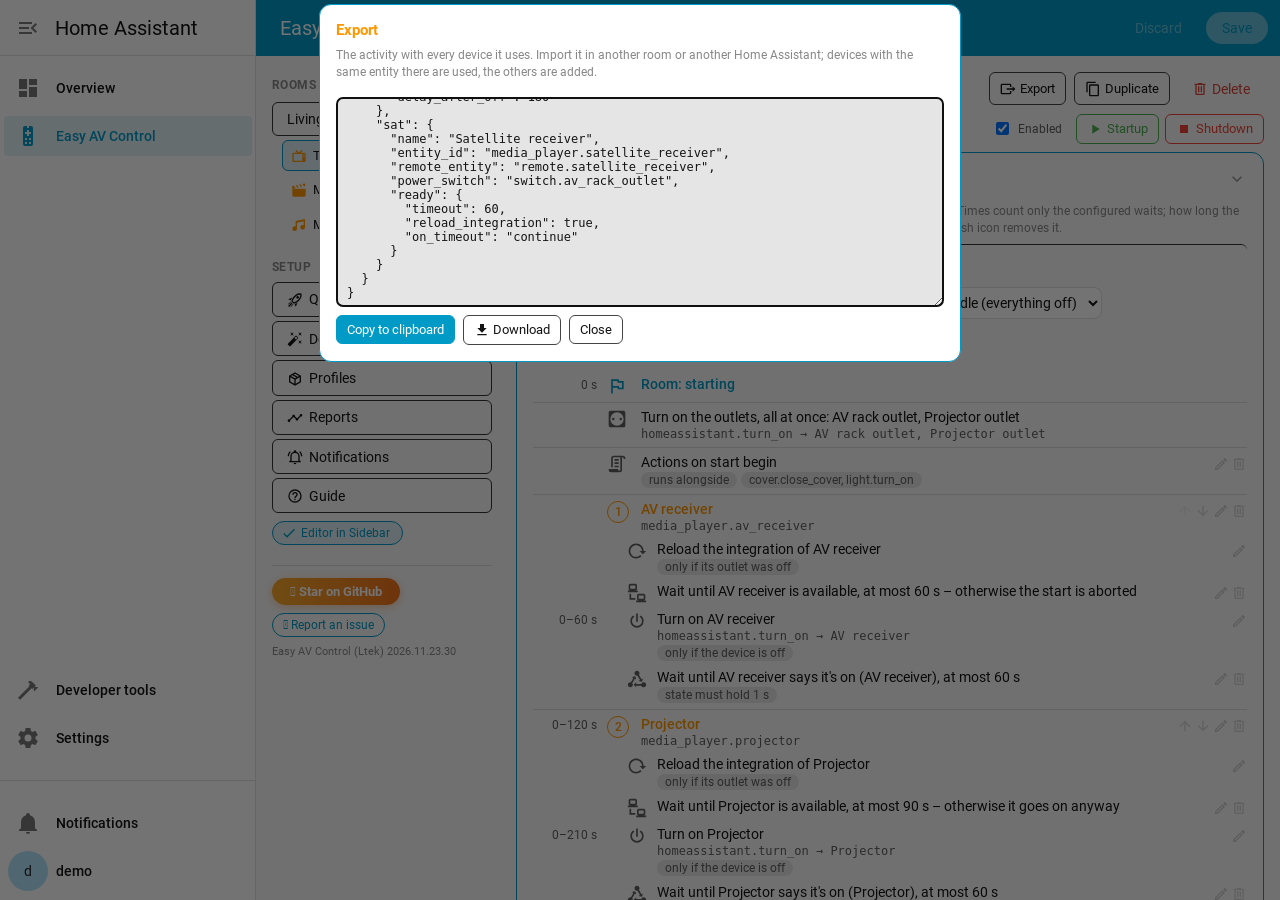 Home Assistant
Overview
Easy AV Control
Developer tools
Settings
Notifications
d
demo
Easy
Discard
Save
ROOMS
Living
SETUP
Profiles
Reports
Notifications
Guide
Editor in Sidebar
Star on GitHub
Report an issue
Easy AV Control (Ltek) 2026.11.23.30
Export
The activity with every device it uses. Import it in another room or another Home Assistant; devices with the
same entity there are used, the others are added.
},
"sat": {
"name": "Satellite receiver",
"entity_id": "media_player.satellite_receiver",
"remote_entity": "remote.satellite_receiver",
"power_switch": "switch.av_rack_outlet",
"ready": {
"timeout": 60,
"reload_integration": true,
"on_timeout": "continue"
}
}
}
}
Copy to clipboard
Download
Close
Export
Duplicate
Delete
Enabled
Startup
Shutdown
Times count only the configured waits; how long the
sh icon removes it.
dle (everything off)
0 s
Room: starting
Turn on the outlets, all at once: AV rack outlet, Projector outlet
homeassistant.turn_on → AV rack outlet, Projector outlet
Actions on start begin
runs alongside
cover.close_cover, light.turn_on
1
AV receiver
media_player.av_receiver
Reload the integration of AV receiver
only if its outlet was off
Wait until AV receiver is available, at most 60 s – otherwise the start is aborted
0–60 s
Turn on AV receiver
homeassistant.turn_on → AV receiver
only if the device is off
Wait until AV receiver says it's on (AV receiver), at most 60 s
state must hold 1 s
0–120 s
2
Projector
media_player.projector
Reload the integration of Projector
only if its outlet was off
Wait until Projector is available, at most 90 s – otherwise it goes on anyway
0–210 s
Turn on Projector
homeassistant.turn_on → Projector
only if the device is off
Wait until Projector says it's on (Projector), at most 60 s